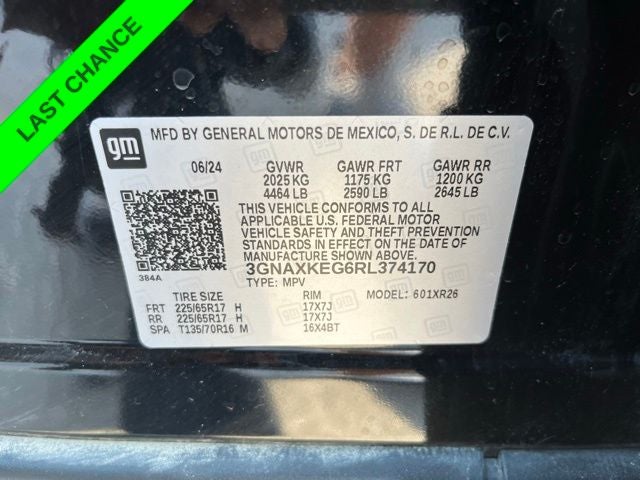 LAST CHANCE
gm
MFD BY GENERAL MOTORS DE MEXICO, S. DE R.L. DE C.V.
06/24 GVWR GAWR FRT GAWR RR
2025 KG 1175 KG 1200 KG
4464 LB 2590 LB 2645 LB
THIS VEHICLE CONFORMS TO ALL
APPLICABLE U.S. FEDERAL MOTOR
VEHICLE SAFETY AND THEFT PREVENTION
STANDARDS IN EFFECT ON THE DATE OF
MANUFACTURE SHOWN ABOVE.
3GNAXKEG6RL374170
384A
TYPE: MPV
TIRE SIZE RIM MODEL: 601XR26
FRT 225/65R17 H 17X7J
RR 225/65R17 H 17X7J
SPA T135/70R16 M 16X4BT